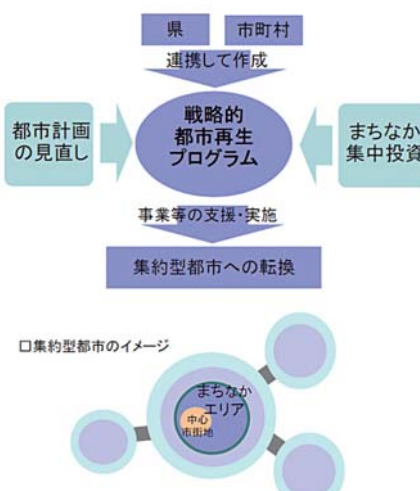 県
市町村
連携して作成
都市計画
の見直し
戦略的
都市再生
プログラム
まちなか
集中投資
事業等の支援・実施
集約型都市への転換
□集約型都市のイメージ
まちなか
エリア
中心
市街地